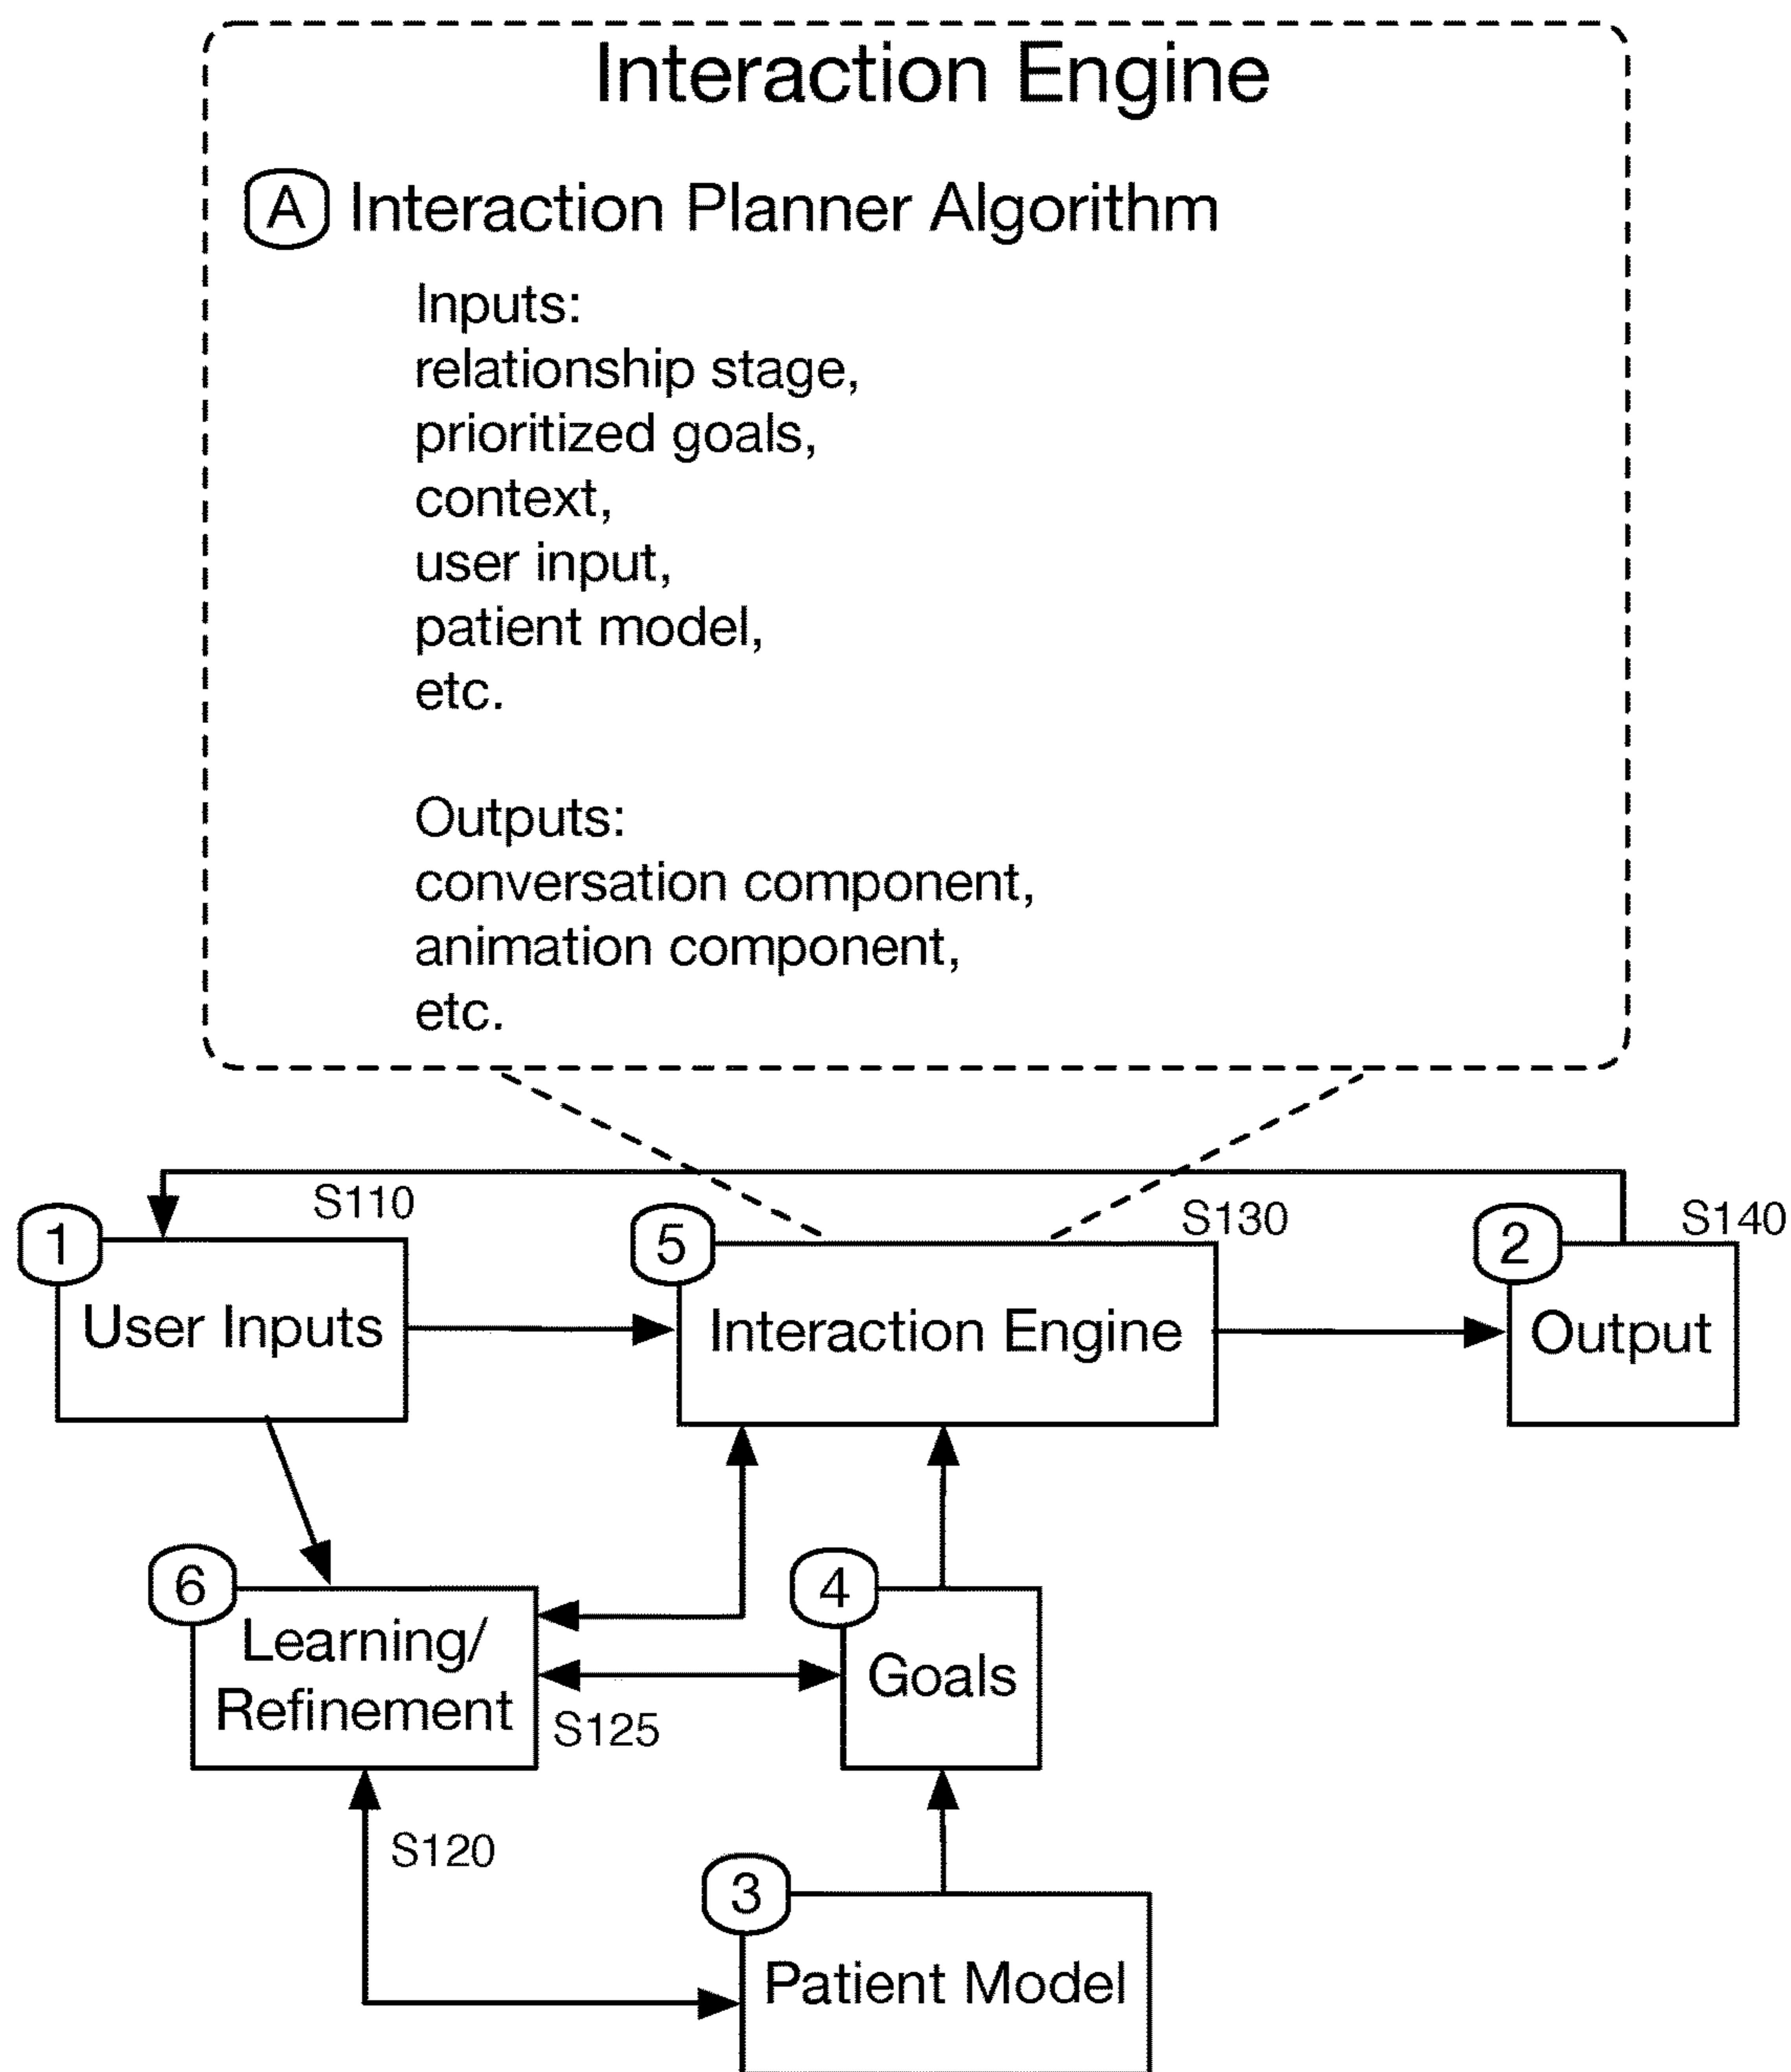 Interaction Engine
A Interaction Planner Algorithm
Inputs:
relationship stage,
prioritized goals,
context,
user input,
patient model,
etc.
Outputs:
conversation component,
animation component,
etc.
S110
S130
S140
1
User Inputs
5
Interaction Engine
2
Output
6
Learning/
Refinement
4
Goals
S125
S120
3
Patient Model